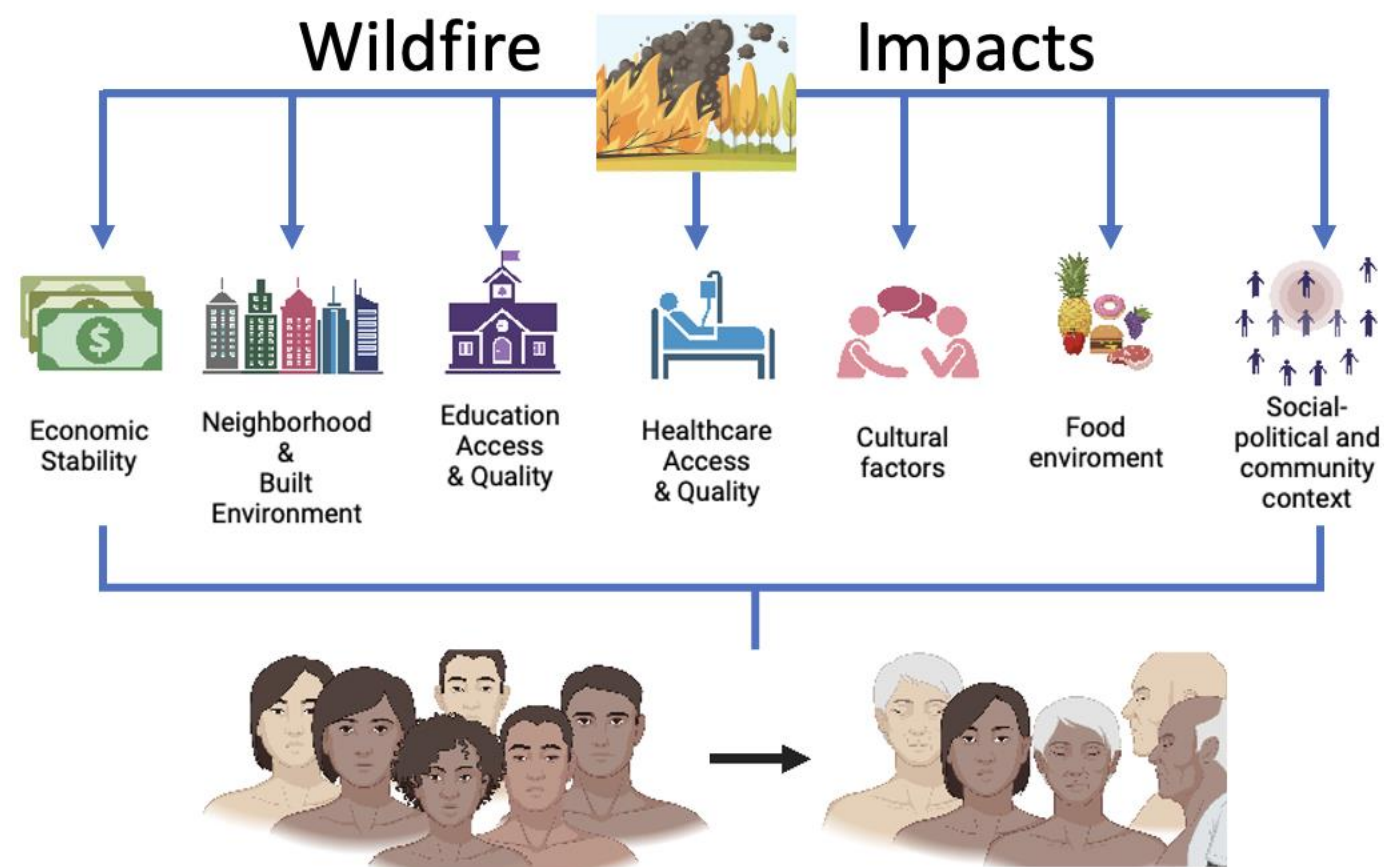 Wildfire Impacts
Economic
Stability
Neighborhood
&
Built
Environment
Education
Access
& Quality
Healthcare
Access
& Quality
Cultural
factors
Food
enviroment
Social-
political and
community
context
$